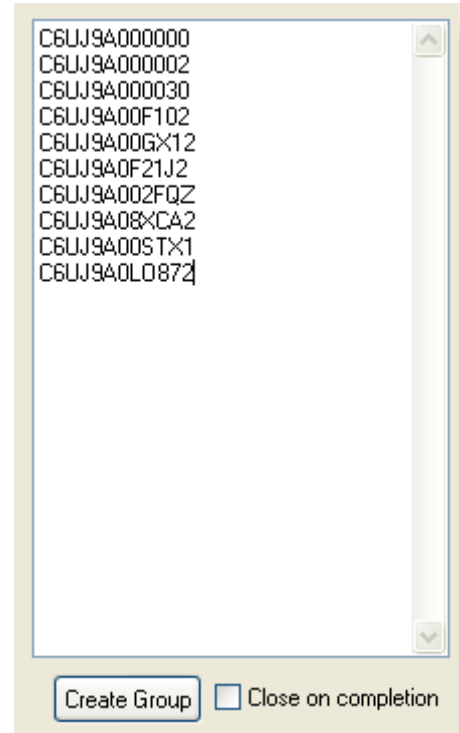 C6UJ9A000000
C6UJ9A000002
C6UJ9A000030
C6UJ9A00F102
C6UJ9A00GX12
C6UJ9A0F21J2
C6UJ9A002FQZ
C6UJ9A08XCA2
C6UJ9A00STX1
C6UJ9A0LO872
Create Group Close on completion